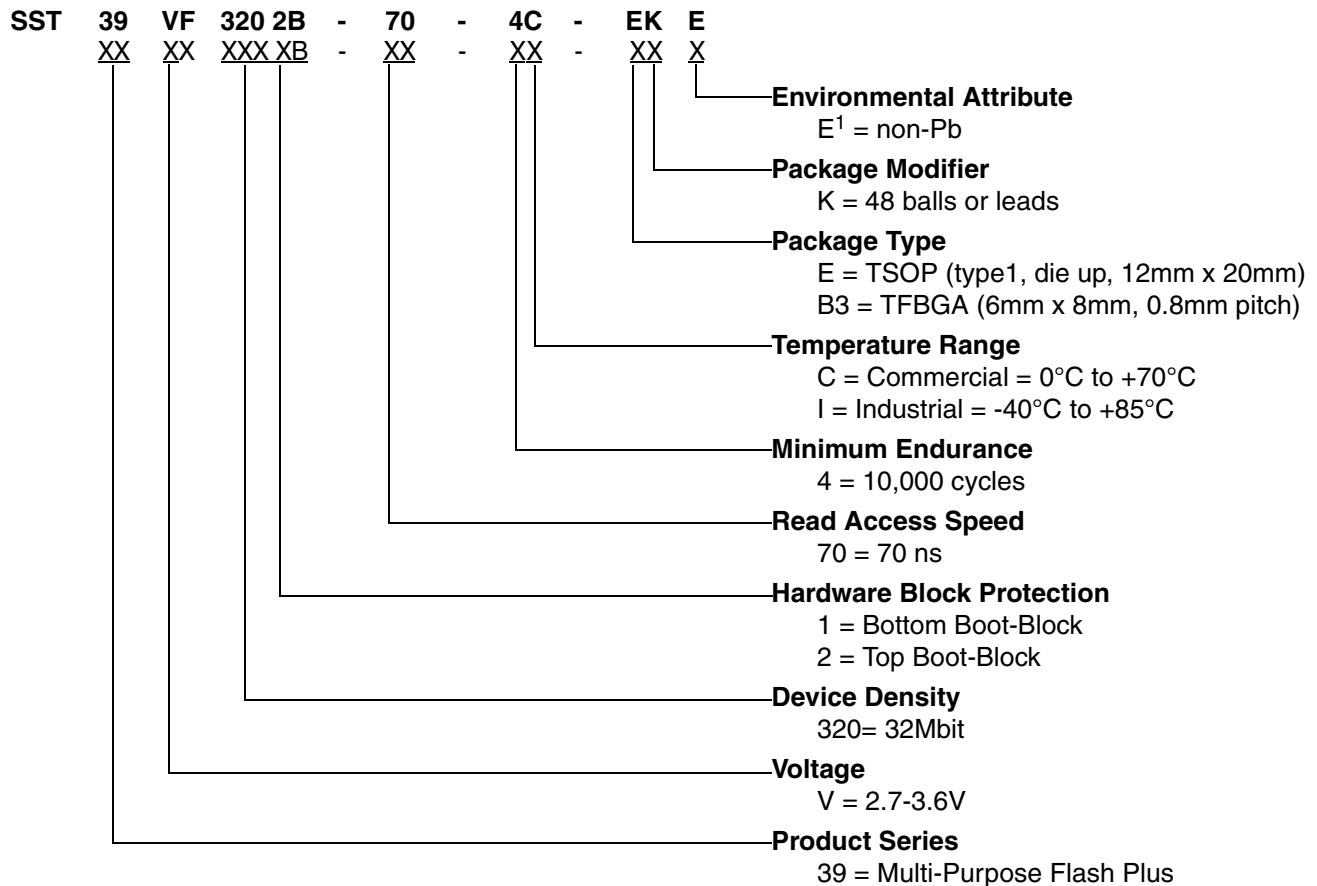 SST 39 VF 320 2B - 70 - 4C - EK E
XX XX XXX XB - XX - XX - XX X
Environmental Attribute
E1 = non-Pb
Package Modifier
K = 48 balls or leads
Package Type
E = TSOP (type1, die up, 12mm x 20mm)
B3 = TFBGA (6mm x 8mm, 0.8mm pitch)
Temperature Range
C = Commercial = 0°C to +70°C
I = Industrial = -40°C to +85°C
Minimum Endurance
4 = 10,000 cycles
Read Access Speed
70 = 70 ns
Hardware Block Protection
1 = Bottom Boot-Block
2 = Top Boot-Block
Device Density
320= 32Mbit
Voltage
V = 2.7-3.6V
Product Series
39 = Multi-Purpose Flash Plus